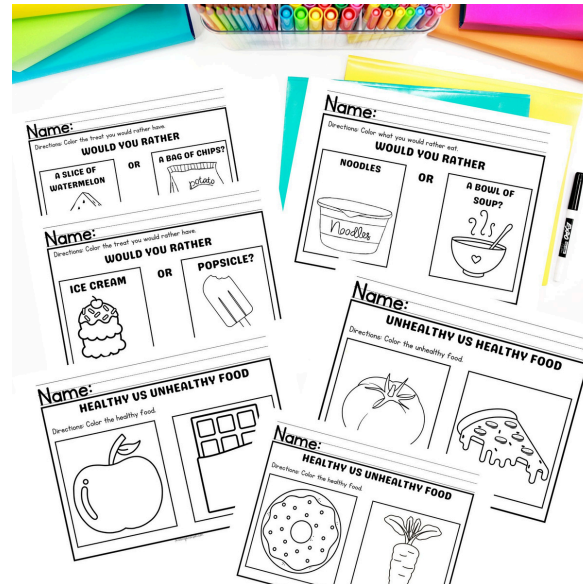 Name:
Directions: Color the treat you would rather have.
WOULD YOU RATHER
A SLICE OF
WATERMELON
OR
A BAG OF CHIPS?
potato
Name:
Directions: Color what you would rather eat.
WOULD YOU RATHER
NOODLES
OR
A BOWL OF
SOUP?
Noodles
EXPO
Name:
Directions: Color the treat you would rather have.
WOULD YOU RATHER
ICE CREAM
OR
POPSICLE?
Name:
UNHEALTHY VS HEALTHY FOOD
Directions: Color the unhealthy food.
Name:
HEALTHY VS UNHEALTHY FOOD
Directions: Color the healthy food.
Name:
HEALTHY VS UNHEALTHY FOOD
Directions: Color the healthy food.